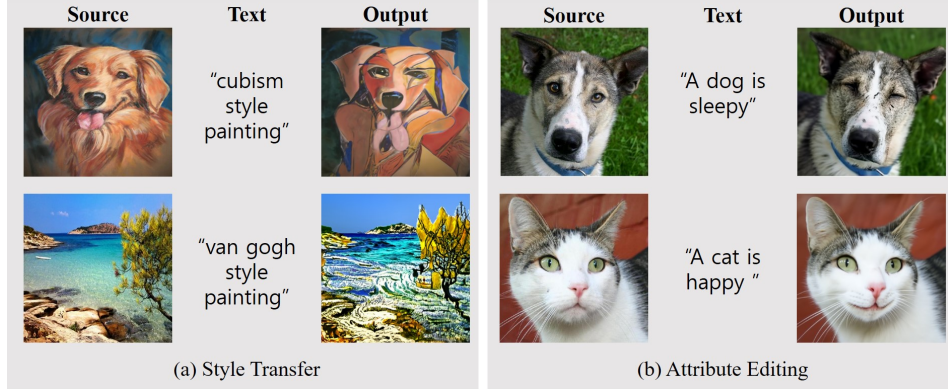 Source Text Output
“cubism
style
painting”
“van gogh
style
painting”
(a) Style Transfer
Source Text Output
“A dog is
sleepy”
“A cat is
happy ”
(b) Attribute Editing